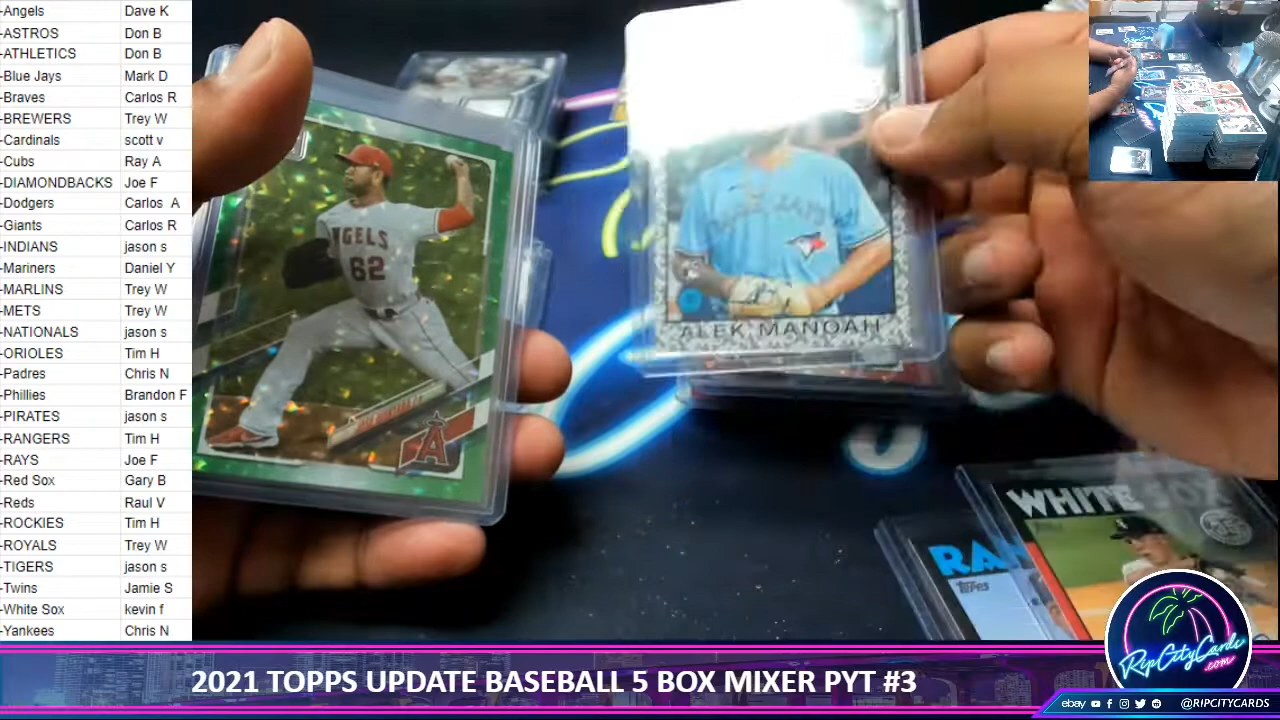 -Angels Dave K
-ASTROS Don B
-ATHLETICS Don B
-Blue Jays Mark D
-Braves Carlos R
-BREWERS Trey W
-Cardinals scott v
-Cubs Ray A
-DIAMONDBACKS Joe F
-Dodgers Carlos A
-Giants Carlos R
-INDIANS jason s
-Mariners Daniel Y
-MARLINS Trey W
-METS Trey W
-NATIONALS jason s
-ORIOLES Tim H
-Padres Chris N
-Phillies Brandon F
-PIRATES jason s
-RANGERS Tim H
-RAYS Joe F
-Red Sox Gary B
-Reds Raul V
-ROCKIES Tim H
-ROYALS Trey W
-TIGERS jason s
-Twins Jamie S
-White Sox kevin f
-Yankees Chris N
ANGELS
62
A
ALEK MANOAH
WHITE SOX
topps
RipCityCards
.com
2021 TOPPS UPDATE BASEBALL 5 BOX MIXER PYT #3
ebay @RIPCITYCARDS